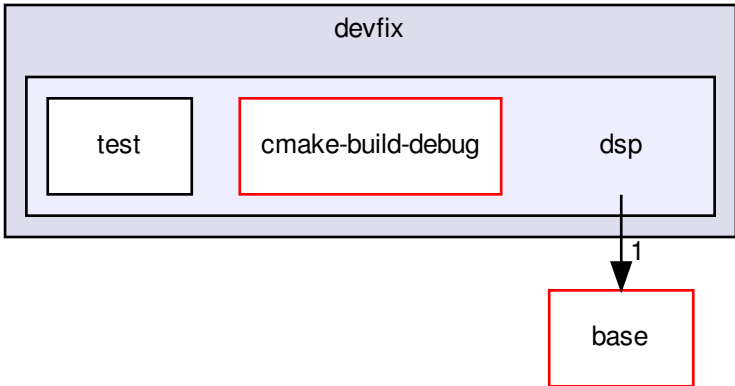 devfix
test
cmake-build-debug
dsp
1
base